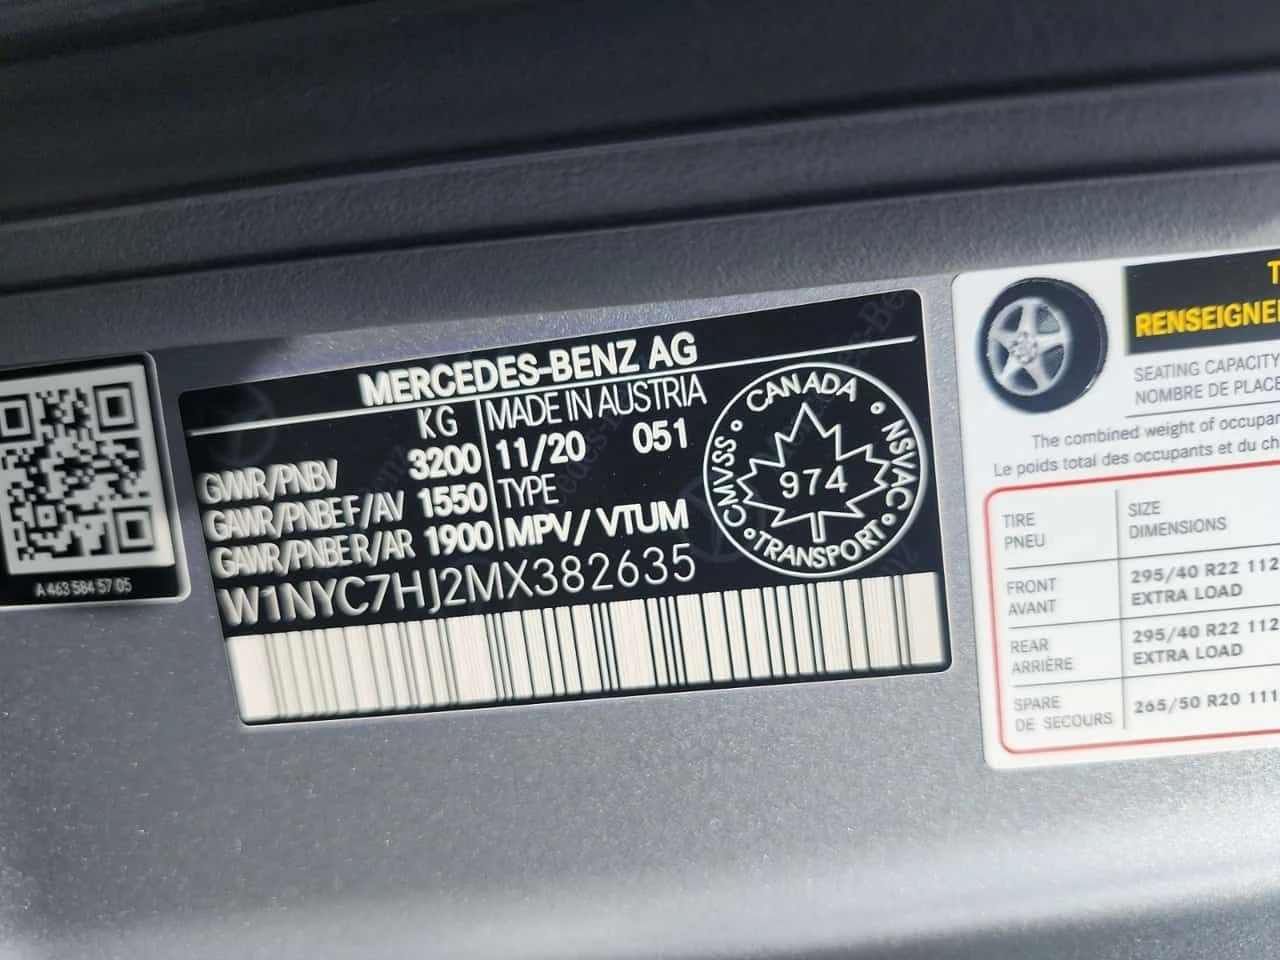 A 463 584 57 05
MERCEDES-BENZ AG
KG
GVWR/PNBV 3200
GAWR/PNBE F/AV 1550
GAWR/PNBE R/AR 1900
MADE IN AUSTRIA
11/20 051
TYPE
MPV/VTUM
W1NYC7HJ2MX382635
CANADA
CMVSS
NSVAC
974
TRANSPORT
RENSEIGNE
SEATING CAPACITY
NOMBRE DE PLACE
The combined weight of occupa
Le poids total des occupants et du ch
TIRE SIZE
PNEU DIMENSIONS
FRONT 295/40 R22 112
AVANT EXTRA LOAD
REAR 295/40 R22 112
ARRIÈRE EXTRA LOAD
SPARE 265/50 R20 111
DE SECOURS